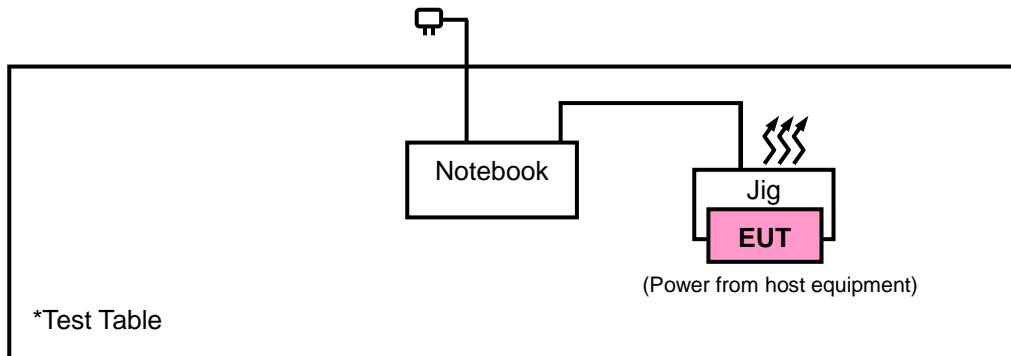 Notebook
Jig
EUT
(Power from host equipment)
*Test Table